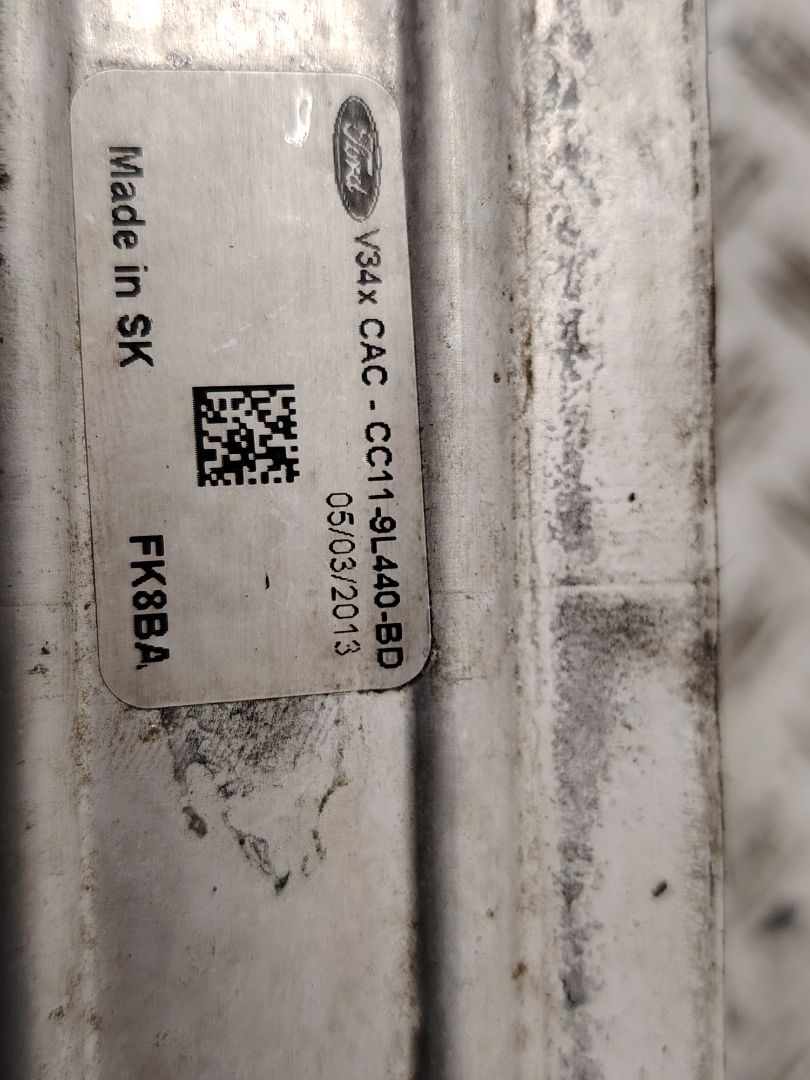 Ford
V34x CAC - CC11-9L440-BD
05/03/2013
Made in SK
FK8BA